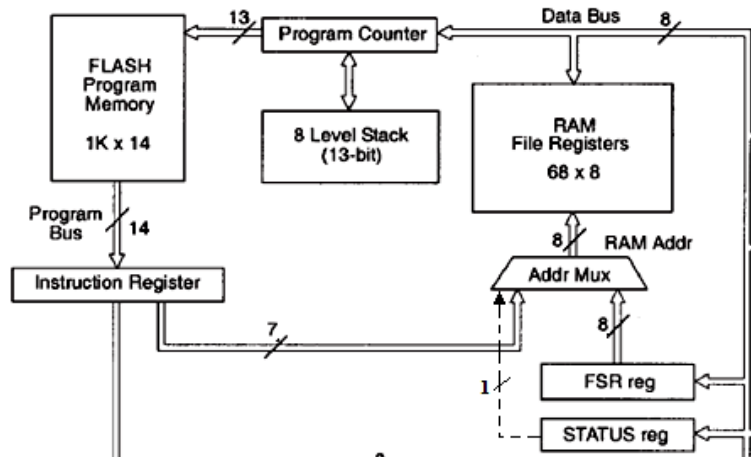 13
Program Counter
Data Bus
8
FLASH
Program
Memory
1K x 14
8 Level Stack
(13-bit)
RAM
File Registers
68 x 8
Program
Bus
14
8
RAM Addr
Instruction Register
Addr Mux
7
8
1
FSR reg
STATUS reg